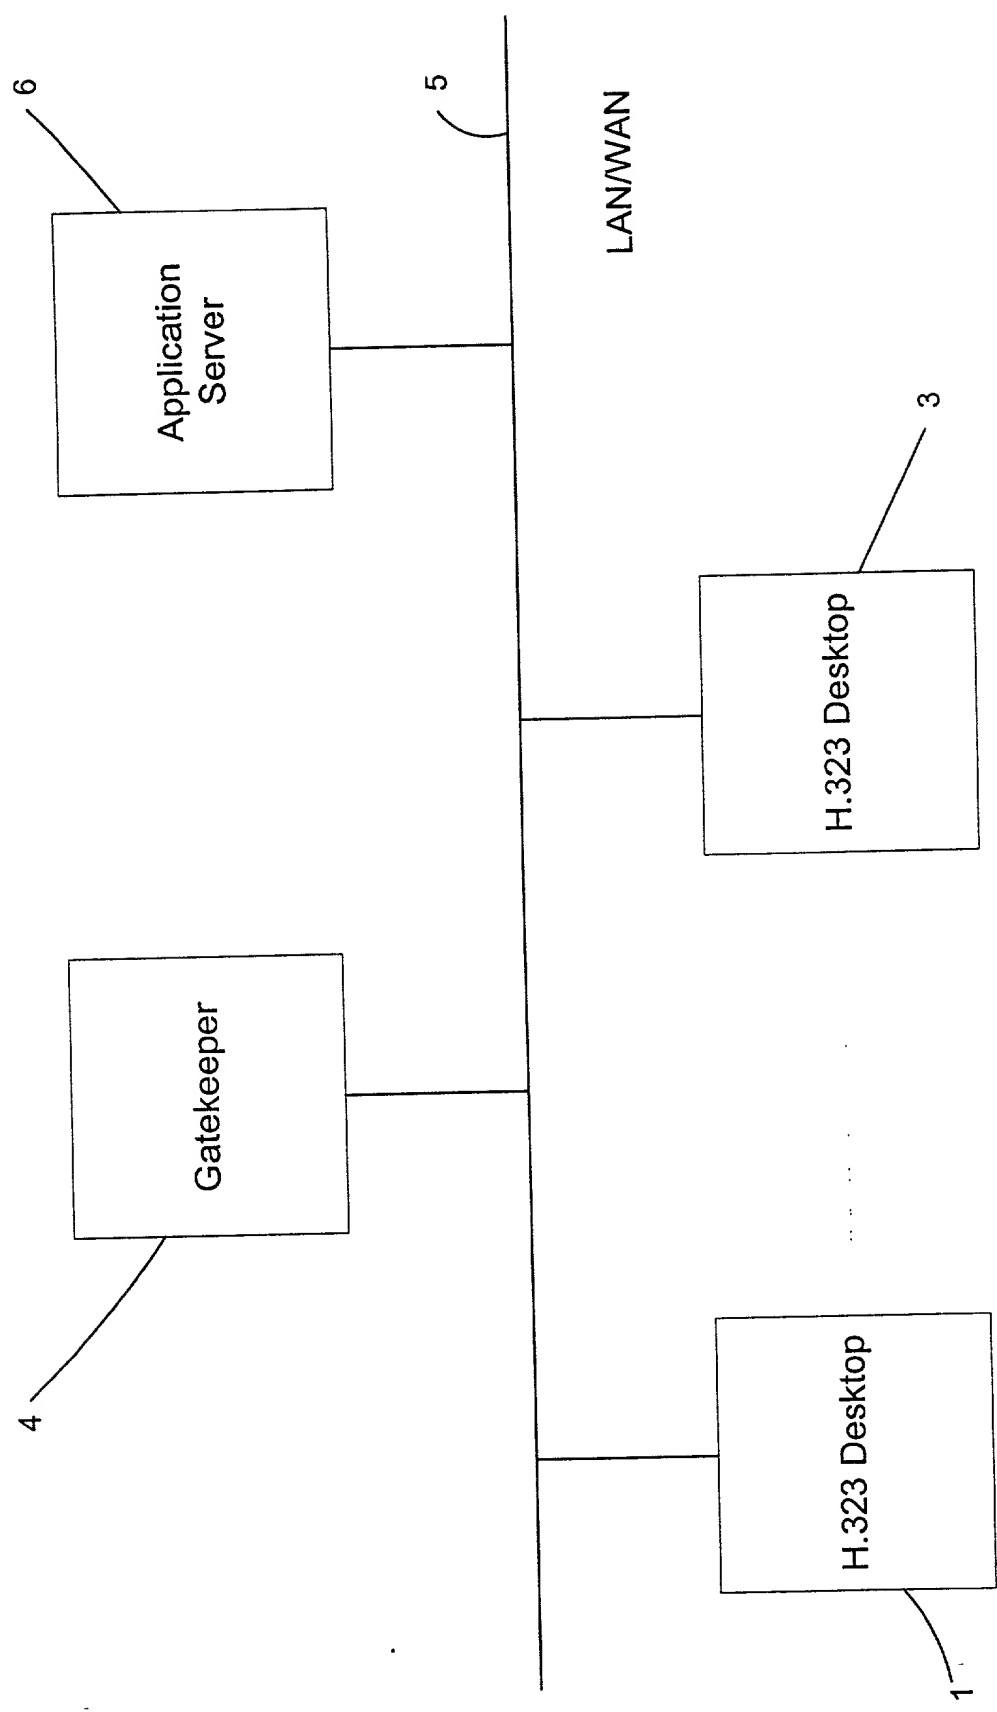 4
6
Gatekeeper
Application
Server
5
LAN/WAN
H.323 Desktop
H.323 Desktop
1
3